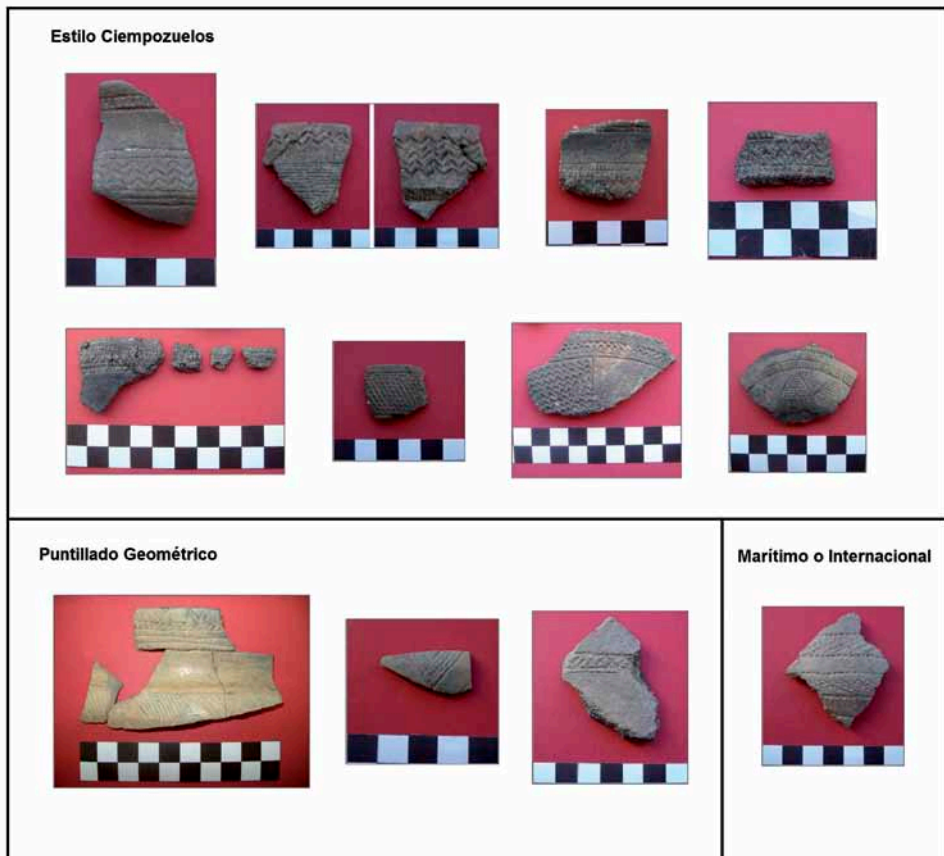 Estilo Ciempozuelos
Puntillado Geométrico
Marítimo o Internacional